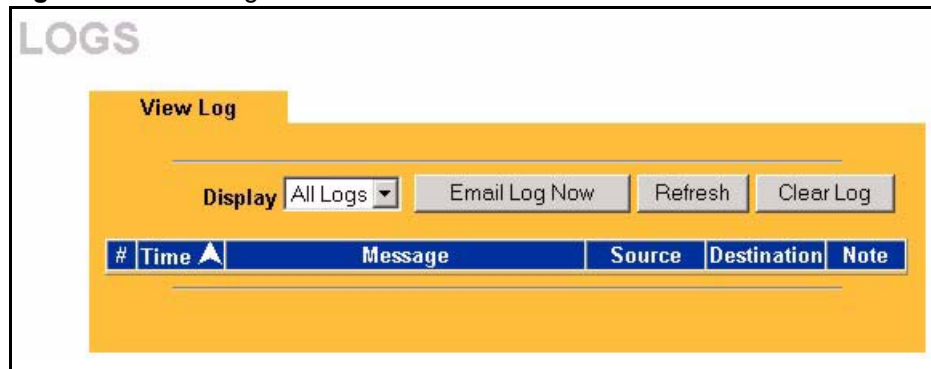 LOGS
View Log
Display All Logs Email Log Now Refresh Clear Log
# Time Message Source Destination Note